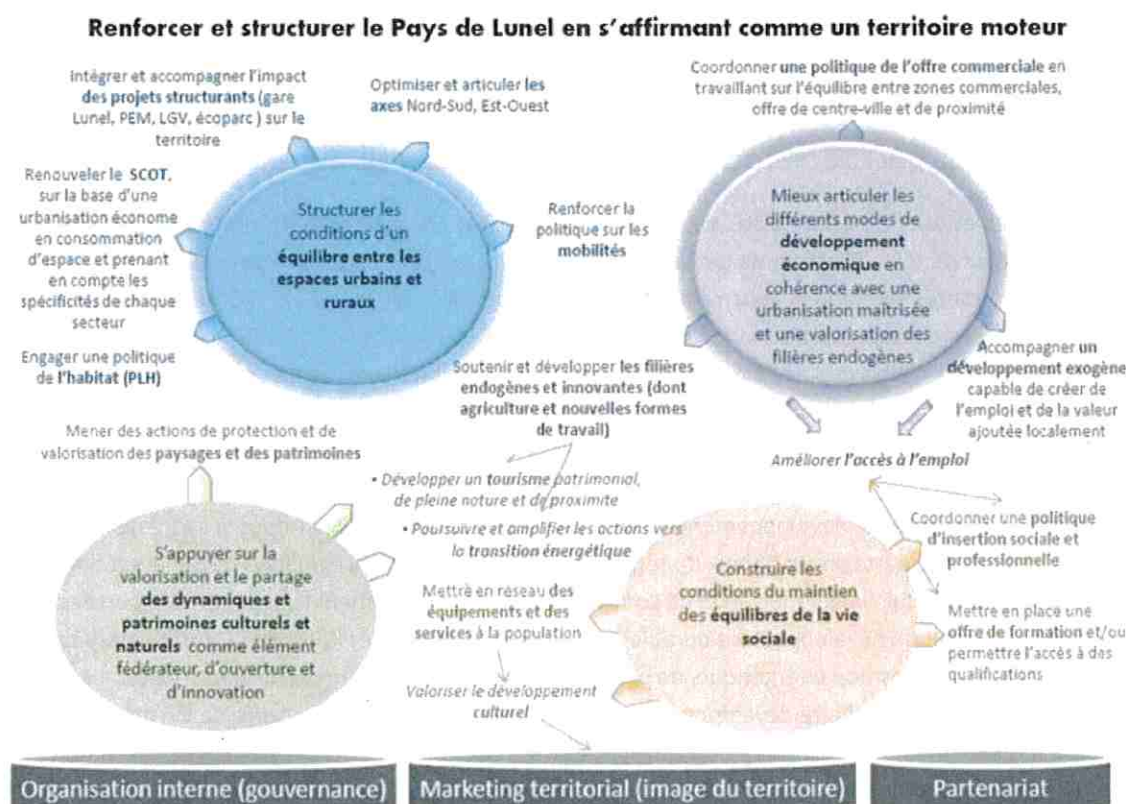 Renforcer et structurer le Pays de Lunel en s'affirmant comme un territoire moteur
Intégrer et accompagner l'impact
des projets structurants (gare
Lunel, PEM, LGV, écoparc ) sur le
territoire
Optimiser et articuler les
axes Nord-Sud, Est-Ouest
Renouveler le SCOT,
sur la base d'une
urbanisation économe
en consommation
d'espace et prenant
en compte les
spécificités de chaque
secteur
Engager une politique
de l'habitat (PLH)
Structurer les
conditions d'un
équilibre entre les
espaces urbains et
ruraux
Renforcer la
politique sur les
mobilités
Coordonner une politique de l'offre commerciale en
travaillant sur l'équilibre entre zones commerciales,
offre de centre-ville et de proximité
Mieux articuler les
différents modes de
développement
économique en
cohérence avec une
urbanisation maîtrisée
et une valorisation des
filières endogènes
Soutenir et développer les filières
endogènes et innovantes (dont
agriculture et nouvelles formes
de travail)
Accompagner un
développement exogène
capable de créer de
l'emploi et de la valeur
ajoutée localement
Améliorer l'accès à l'emploi
Mener des actions de protection et de
valorisation des paysages et des patrimoines
• Développer un tourisme patrimonial,
de pleine nature et de proximite
• Poursuivre et amplifier les actions vers
la transition énergétique
S'appuyer sur la
valorisation et le partage
des dynamiques et
patrimoines culturels et
naturels comme élément
fédérateur, d'ouverture et
d'innovation
Mettre en réseau des
équipements et des
services à la population
Valoriser le développement
culturel
Construire les
conditions du maintien
des équilibres de la vie
sociale
Coordonner une politique
d'insertion sociale et
professionnelle
Mettre en place une
offre de formation et/ou
permettre l'accès à des
qualifications
Organisation interne (gouvernance)
Marketing territorial (image du territoire)
Partenariat